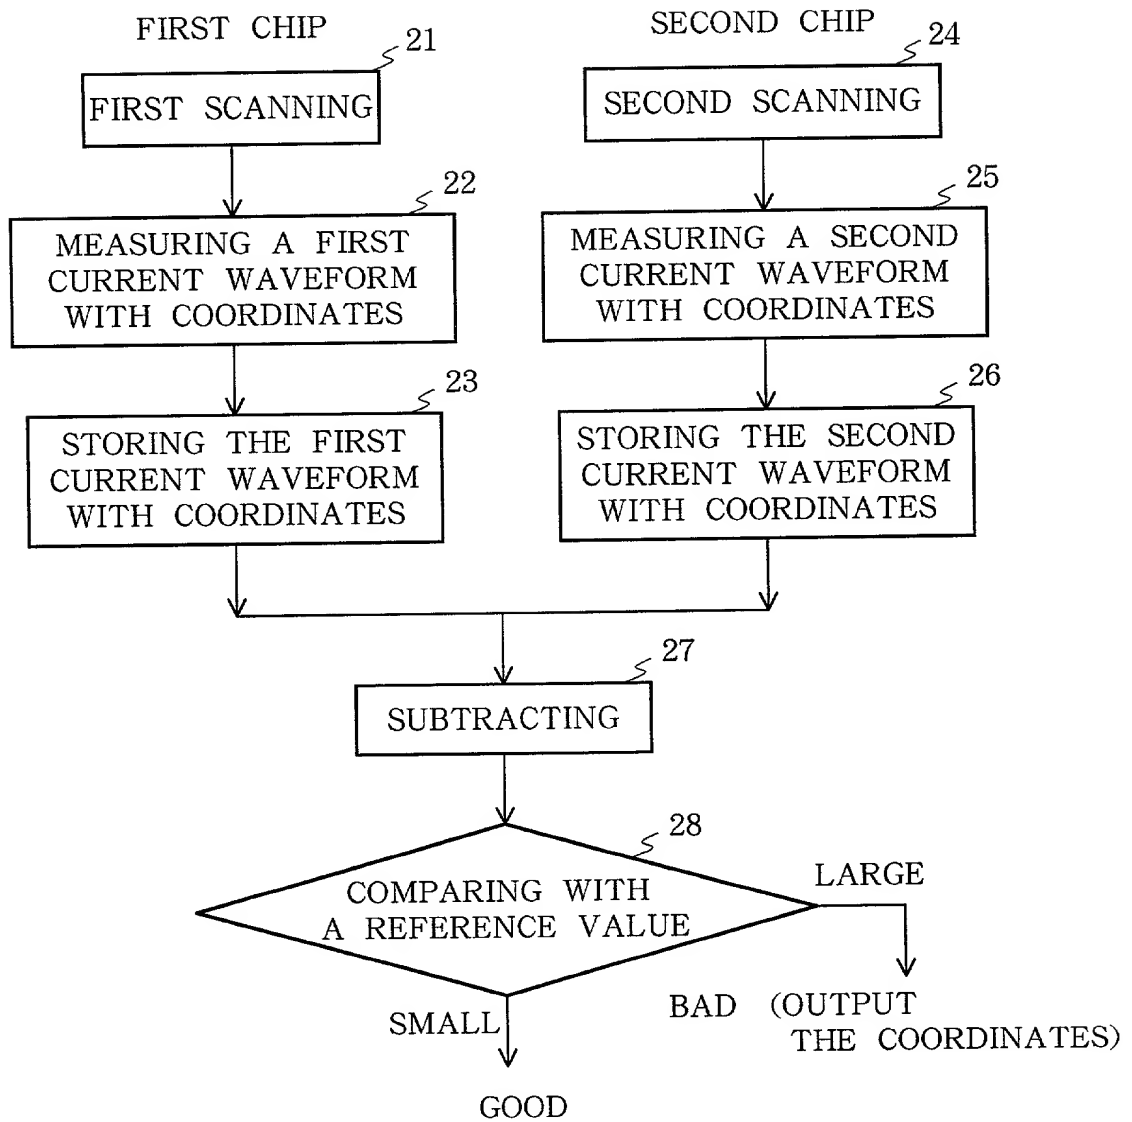 FIRST CHIP
21
FIRST SCANNING
22
MEASURING A FIRST
CURRENT WAVEFORM
WITH COORDINATES
23
STORING THE FIRST
CURRENT WAVEFORM
WITH COORDINATES
SECOND CHIP
24
SECOND SCANNING
25
MEASURING A SECOND
CURRENT WAVEFORM
WITH COORDINATES
26
STORING THE SECOND
CURRENT WAVEFORM
WITH COORDINATES
27
SUBTRACTING
28
COMPARING WITH
A REFERENCE VALUE
LARGE
BAD (OUTPUT
THE COORDINATES)
SMALL
GOOD